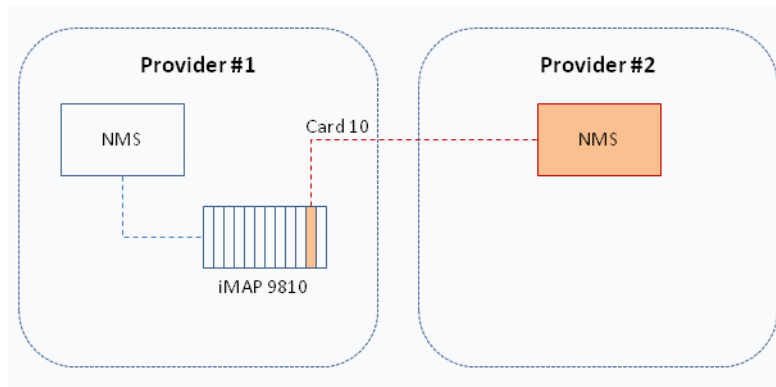 Provider #1
Provider #2
NMS
Card 10
NMS
iMAP 9810